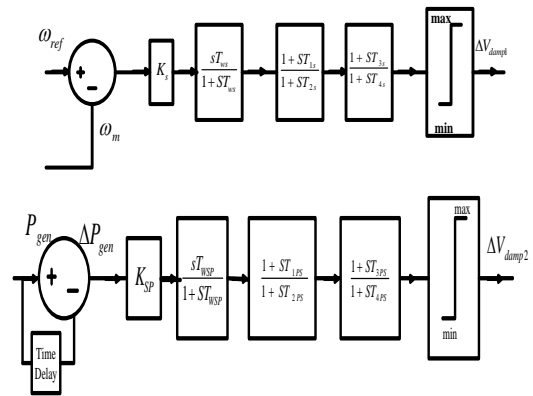 ω_ref
+
−
ω_m
K_s
sT_ws
1+ST_ws
1+ST_1s
1+ST_2s
1+ST_3s
1+ST_4s
max
min
ΔV_damp1
P_gen
ΔP_gen
+
−
Time
Delay
K_SP
sT_WSP
1+ST_WSP
1+ST_1PS
1+ST_2PS
1+ST_3PS
1+ST_4PS
max
min
ΔV_damp2